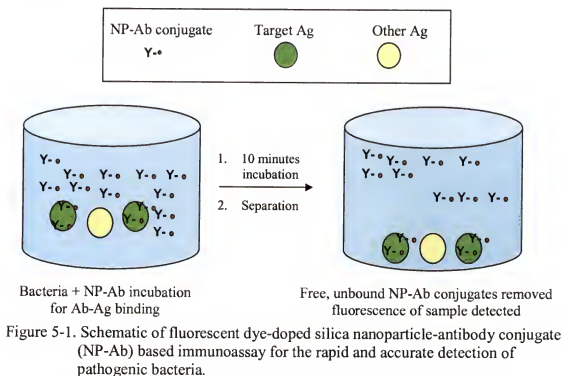 NP-Ab conjugate Target Ag Other Ag
Y-•
Y-• Y-• Y-• Y-• Y-•
Y-• Y-• Y-• Y-•
Y-• Y-•
Y-• Y-•
1. 10 minutes
incubation
2. Separation
Y-• Y-• Y-• Y-•
Y-• Y-•
Y-• Y-• Y-•
Y-• Y-•
Y-• Y-•
Bacteria + NP-Ab incubation
for Ab-Ag binding
Free, unbound NP-Ab conjugates removed
fluorescence of sample detected
Figure 5-1. Schematic of fluorescent dye-doped silica nanoparticle-antibody conjugate
(NP-Ab) based immunoassay for the rapid and accurate detection of
pathogenic bacteria.